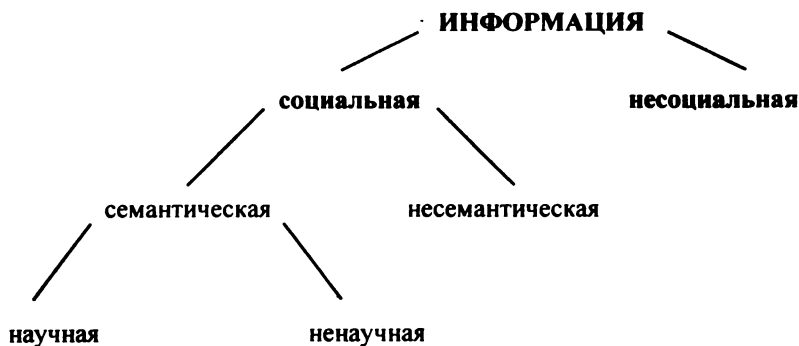 ИНФОРМАЦИЯ
социальная несоциальная
семантическая несемантическая
научная ненаучная